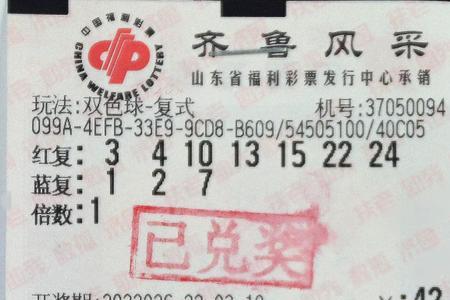 中国福利彩票
CHINA WELFARE LOTTERY
齐鲁风采
山东省福利彩票发行中心承销
玩法:双色球-复式 机号:37050094
099A-4EFB-33E9-9CD8-B609/54505100/40C05
红复: 3 4 10 13 15 22 24
蓝复: 1 2 7
倍数:1
已兑奖